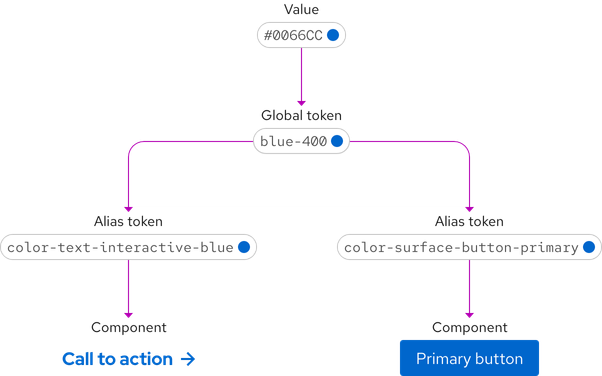 Value
#0066CC
Global token
blue-400
Alias token
Alias token
color-text-interactive-blue
color-surface-button-primary
Component
Component
Call to action →
Primary button